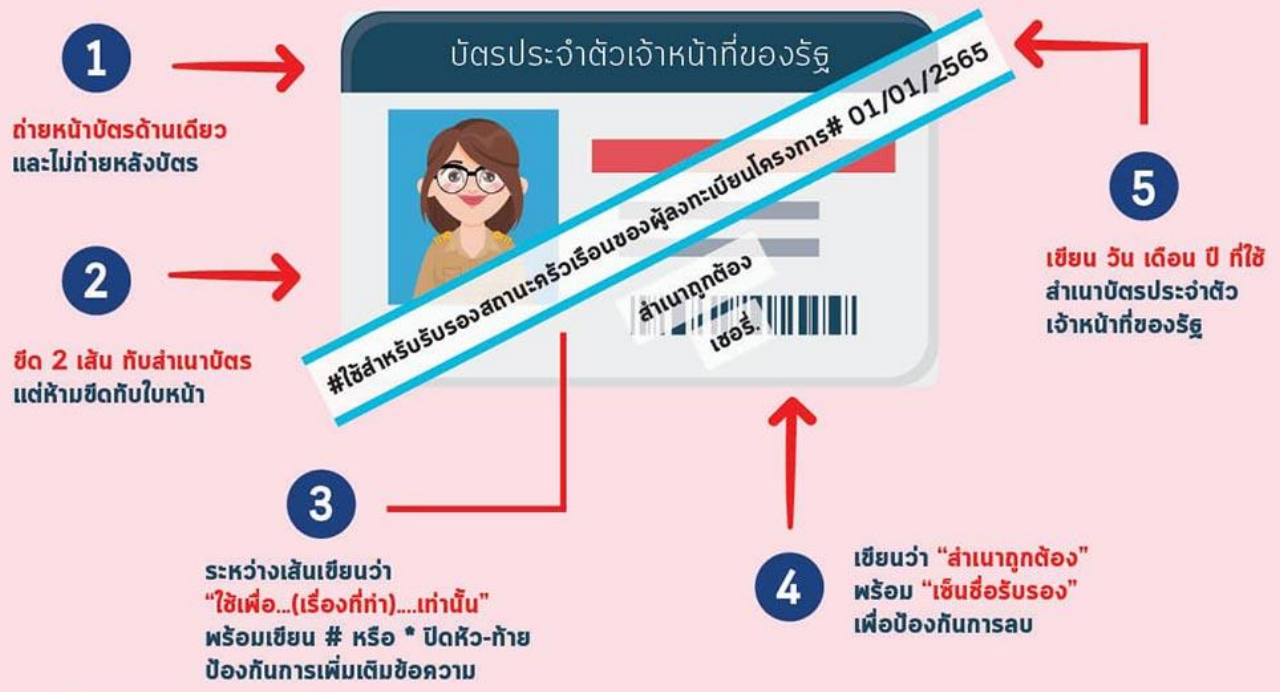 1
ถ่ายหน้าบัตรด้านเดียว
และไม่ถ่ายหลังบัตร
2
ขีด 2 เส้น ทับสำเนาบัตร
แต่ห้ามขีดทับใบหน้า
บัตรประจำตัวเจ้าหน้าที่ของรัฐ
#ใช้สำหรับรับรองสถานะครัวเรือนของผู้ลงทะเบียนโครงการ# 01/01/2565
สำเนาถูกต้อง
เชอรี่.
3
ระหว่างเส้นเขียนว่า
“ใช้เพื่อ...(เรื่องที่ทำ)....เท่านั้น”
พร้อมเขียน # หรือ * ปิดหัว-ท้าย
ป้องกันการเพิ่มเติมข้อความ
4
เขียนว่า “สำเนาถูกต้อง”
พร้อม “เซ็นชื่อรับรอง”
เพื่อป้องกันการลบ
5
เขียน วัน เดือน ปี ที่ใช้
สำเนาบัตรประจำตัว
เจ้าหน้าที่ของรัฐ